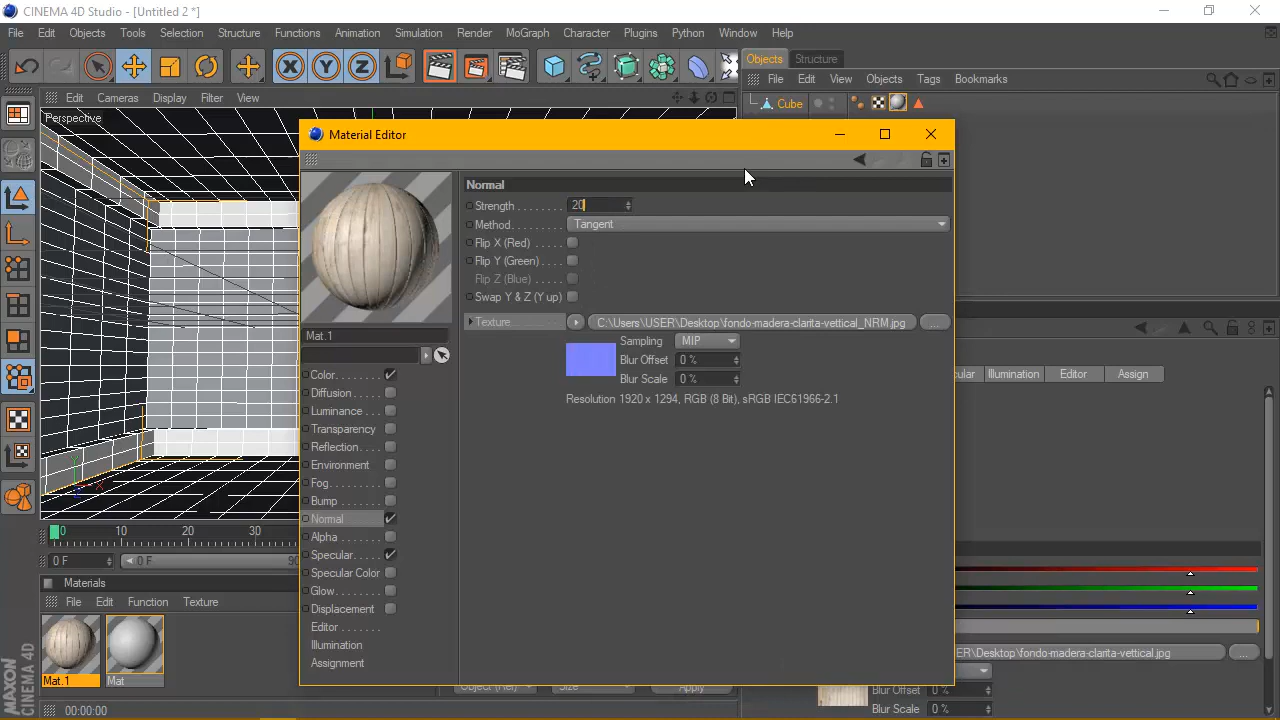 CINEMA 4D Studio - [Untitled 2 *]
File Edit Objects Tools Selection Structure Functions Animation Simulation Render MoGraph Character Plugins Python Window Help
Objects Structure
File Edit View Objects Tags Bookmarks
Edit Cameras Display Filter View
Cube
Perspective
Material Editor
Normal
Strength 20
Method Tangent
Flip X (Red)
Flip Y (Green)
Flip Z (Blue)
Swap Y & Z (Y up)
Texture C:\Users\USER\Desktop\fondo-madera-clarita-vettical_NRM.jpg ...
Sampling MIP
Blur Offset 0 %
Blur Scale 0 %
Resolution 1920 x 1294, RGB (8 Bit), sRGB IEC61966-2.1
Mat.1
Color
Diffusion
Luminance
Transparency
Reflection
Environment
Fog
Bump
Normal
Alpha
Specular
Specular Color
Glow
Displacement
Editor
Illumination
Assignment
cular Illumination Editor Assign
0 10 20 30
0 F 0 F
Materials
File Edit Function Texture
Mat.1 Mat
MAXON CINEMA 4D
00:00:00
Object (Rel) Size Apply
ER\Desktop\fondo-madera-clarita-vettical.jpg ...
Blur Offset 0 %
Blur Scale 0 %